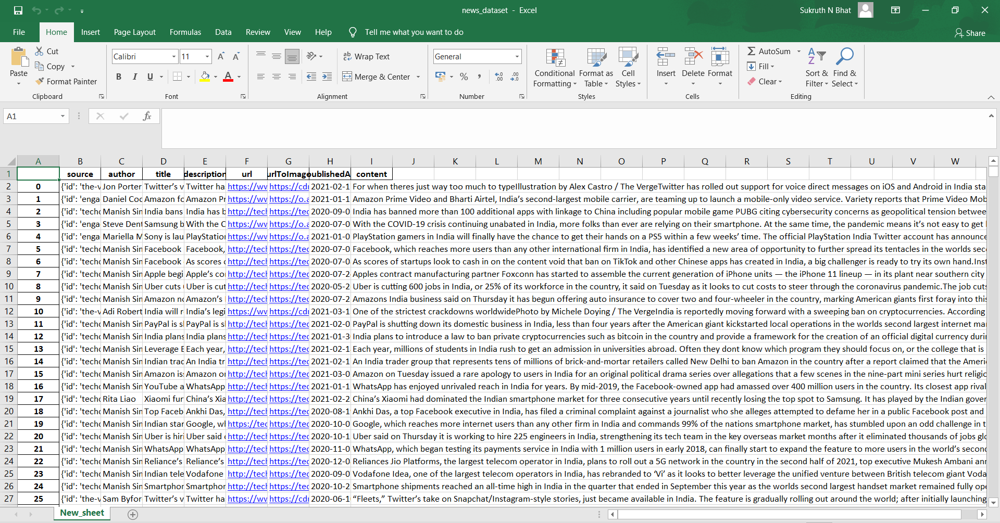 news_dataset - Excel
Sukruth N Bhat
File Home Insert Page Layout Formulas Data Review View Help Tell me what you want to do Share
Cut
Copy
Format Painter
Paste
Clipboard
Calibri 11
B I U A
Font
Wrap Text
Merge & Center
Alignment
General
% ,
Number
Conditional Formatting
Format as Table
Cell Styles
Styles
Insert Delete Format
Cells
AutoSum
Fill
Clear
Sort & Filter
Find & Select
Editing
A1 fx
A B C D E F G H I J K L M N O P Q R S T U V W
1 source author title description url urlToImage ublishedA content
2 0 {'id': 'the-v Jon Porter Twitter’s v Twitter ha https://wv https://cdn 2021-02-1 For when theres just way too much to typeIllustration by Alex Castro / The VergeTwitter has rolled out support for voice direct messages on iOS and Android in India sta
3 1 {'id': 'enga Daniel Coo Amazon fo Amazon Pr https://wv https://o.a 2021-01-1 Amazon Prime Video and Bharti Airtel, India’s second-largest mobile carrier, are teaming up to launch a mobile-only video service. Variety reports that Prime Video Mob
4 2 {'id': 'techc Manish Sin India bans India has b http://tech https://tec 2020-09-0 India has banned more than 100 additional apps with linkage to China including popular mobile game PUBG citing cybersecurity concerns as geopolitical tension betwee
5 3 {'id': 'enga Steve Dent Samsung b With the C https://wv https://o.a 2020-07-0 With the COVID-19 crisis continuing unabated in India, more folks than ever are relying on their smartphone. At the same time, the pandemic means it’s not easy to get
6 4 {'id': 'enga Mariella M Sony is lau PlayStation https://wv https://o.a 2021-01-0 PlayStation gamers in India will finally have the chance to get their hands on a PS5 within a few weeks’ time. The official PlayStation India Twitter account has announce
7 5 {'id': 'techc Manish Sin Facebook Facebook, http://tech https://tec 2020-07-0 Facebook, which reaches more users than any other international firm in India, has identified a new area of opportunity to further spread its tentacles in the worlds sec
8 6 {'id': 'techc Manish Sin Facebook As scores c http://tech https://tec 2020-07-0 As scores of startups look to cash in on the content void that ban on TikTok and other Chinese apps has created in India, a big challenger is ready to try its own hand.Inst
9 7 {'id': 'techc Manish Sin Apple begi Apple’s coi http://tech https://tec 2020-07-2 Apples contract manufacturing partner Foxconn has started to assemble the current generation of iPhone units — the iPhone 11 lineup — in its plant near southern city
10 8 {'id': 'techc Manish Sin Uber cuts Uber is cut http://tech https://tec 2020-05-2 Uber is cutting 600 jobs in India, or 25% of its workforce in the country, it said on Tuesday as it looks to cut costs to steer through the coronavirus pandemic.The job cuts
11 9 {'id': 'techc Manish Sin Amazon no Amazon’s http://tech https://tec 2020-07-2 Amazons India business said on Thursday it has begun offering auto insurance to cover two and four-wheeler in the country, marking American giants first foray into this
12 10 {'id': 'the-v Adi Robert India will r India’s legi https://wv https://cdn 2021-03-1 One of the strictest crackdowns worldwidePhoto by Michele Doying / The VergeIndia is reportedly moving forward with a sweeping ban on cryptocurrencies. According
13 11 {'id': 'techc Manish Sin PayPal is sl PayPal is sl http://tech https://tec 2021-02-0 PayPal is shutting down its domestic business in India, less than four years after the American giant kickstarted local operations in the worlds second largest internet mar
14 12 {'id': 'techc Manish Sin India plans India plans http://tech https://tec 2021-01-3 India plans to introduce a law to ban private cryptocurrencies such as bitcoin in the country and provide a framework for the creation of an official digital currency durin
15 13 {'id': 'techc Manish Sin Leverage E Each year, http://tech https://tec 2021-02-1 Each year, millions of students in India rush to get an admission in universities abroad. Often they dont know which program they should focus on, or the college that is
16 14 {'id': 'techc Manish Sin Indian trac An India tr http://tech https://tec 2021-02-1 An India trader group that represents tens of millions of brick-and-mortar retailers called New Delhi to ban Amazon in the country after a report claimed that the Ameri
17 15 {'id': 'techc Manish Sin Amazon is Amazon o http://tech https://tec 2021-03-0 Amazon on Tuesday issued a rare apology to users in India for an original political drama series over allegations that a few scenes in the nine-part mini series hurt religio
18 16 {'id': 'techc Manish Sin YouTube a WhatsApp http://tech https://tec 2021-01-1 WhatsApp has enjoyed unrivaled reach in India for years. By mid-2019, the Facebook-owned app had amassed over 400 million users in the country. Its closest app rival
19 17 {'id': 'techc Rita Liao Xiaomi fur China’s Xia http://tech https://tec 2021-02-2 China’s Xiaomi had dominated the Indian smartphone market for three consecutive years until recently losing the top spot to Samsung. It has played by the Indian gover
20 18 {'id': 'techc Manish Sin Top Faceb Ankhi Das, http://tech https://tec 2020-08-1 Ankhi Das, a top Facebook executive in India, has filed a criminal complaint against a journalist who she alleges attempted to defame her in a public Facebook post and
21 19 {'id': 'techc Manish Sin Indian star Google, wl https://tec https://tec 2020-10-0 Google, which reaches more internet users than any other firm in India and commands 99% of the nations smartphone market, has stumbled upon an odd challenge in t
22 20 {'id': 'techc Manish Sin Uber is hiri Uber said http://tech https://tec 2020-10-1 Uber said on Thursday it is working to hire 225 engineers in India, strengthening its tech team in the key overseas market months after it eliminated thousands of jobs glo
23 21 {'id': 'techc Manish Sin WhatsApp WhatsApp, http://tech https://tec 2020-11-0 WhatsApp, which began testing its payments service in India with 1 million users in early 2018, can finally start to expand the feature to more users in the world’s secon
24 22 {'id': 'techc Manish Sin Reliance’s Reliance’s http://tech https://tec 2020-12-0 Reliances Jio Platforms, the largest telecom operator in India, plans to roll out a 5G network in the country in the second half of 2021, top executive Mukesh Ambani ann
25 23 {'id': 'techc Manish Sin Indian tele Vodafone http://tech https://tec 2020-09-0 Vodafone Idea, one of the largest telecom operators in India, has rebranded to ‘Vi’ as it looks to better leverage the unified venture between British telecom giant Voda
26 24 {'id': 'techc Manish Sin Smartphor Smartphor http://tech https://tec 2020-10-2 Smartphone shipments reached an all-time high in India in the quarter that ended in September this year as the worlds second largest handset market remained fully ope
27 25 {'id': 'the-v Sam Byfor Twitter’s v Twitter ha https://wv https://cdn 2020-06-1 “Fleets,” Twitter’s take on Snapchat/Instagram-style stories, just became available in India. The feature is gradually rolling out around the world; after initially launching
New_sheet